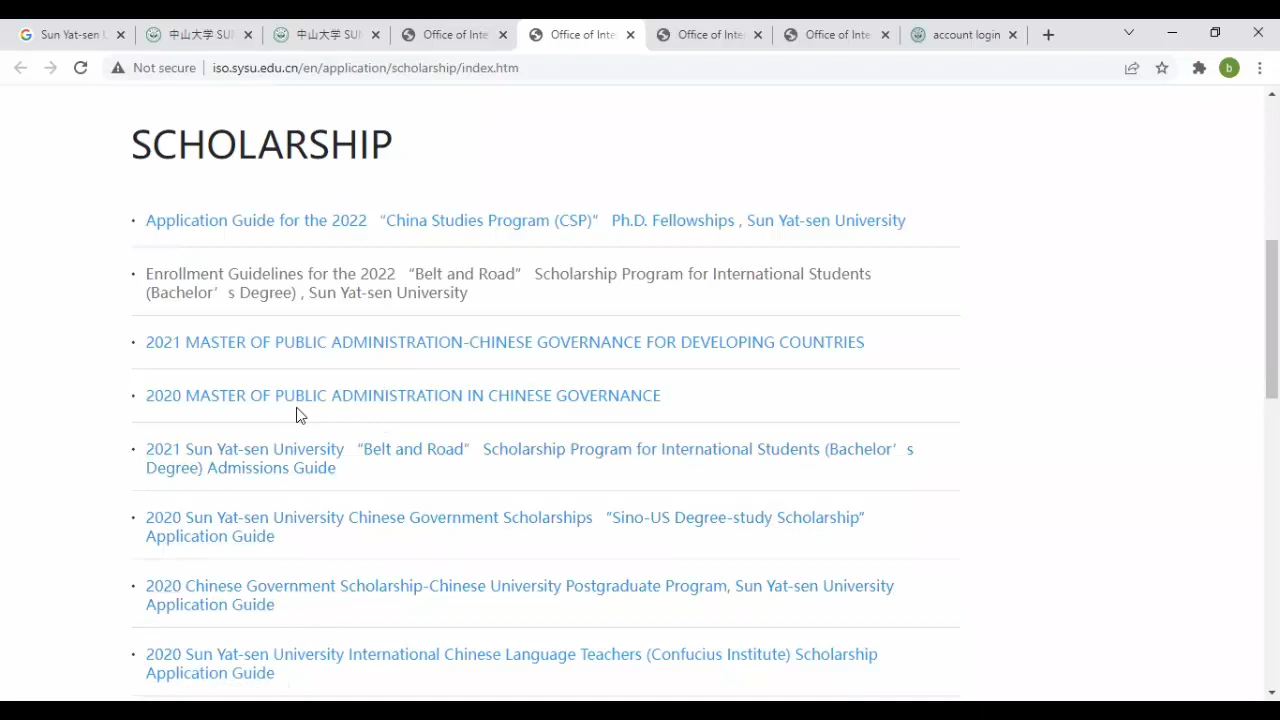 Sun Yat-sen U
中山大学 SU
中山大学 SUN
Office of Inte
Office of Inte
Office of Inte
Office of Inte
account login
Not secure
iso.sysu.edu.cn/en/application/scholarship/index.htm
b
SCHOLARSHIP
· Application Guide for the 2022 “China Studies Program (CSP)” Ph.D. Fellowships , Sun Yat-sen University
· Enrollment Guidelines for the 2022 “Belt and Road” Scholarship Program for International Students
(Bachelor’s Degree) , Sun Yat-sen University
· 2021 MASTER OF PUBLIC ADMINISTRATION-CHINESE GOVERNANCE FOR DEVELOPING COUNTRIES
· 2020 MASTER OF PUBLIC ADMINISTRATION IN CHINESE GOVERNANCE
· 2021 Sun Yat-sen University “Belt and Road” Scholarship Program for International Students (Bachelor’s
Degree) Admissions Guide
· 2020 Sun Yat-sen University Chinese Government Scholarships “Sino-US Degree-study Scholarship”
Application Guide
· 2020 Chinese Government Scholarship-Chinese University Postgraduate Program, Sun Yat-sen University
Application Guide
· 2020 Sun Yat-sen University International Chinese Language Teachers (Confucius Institute) Scholarship
Application Guide